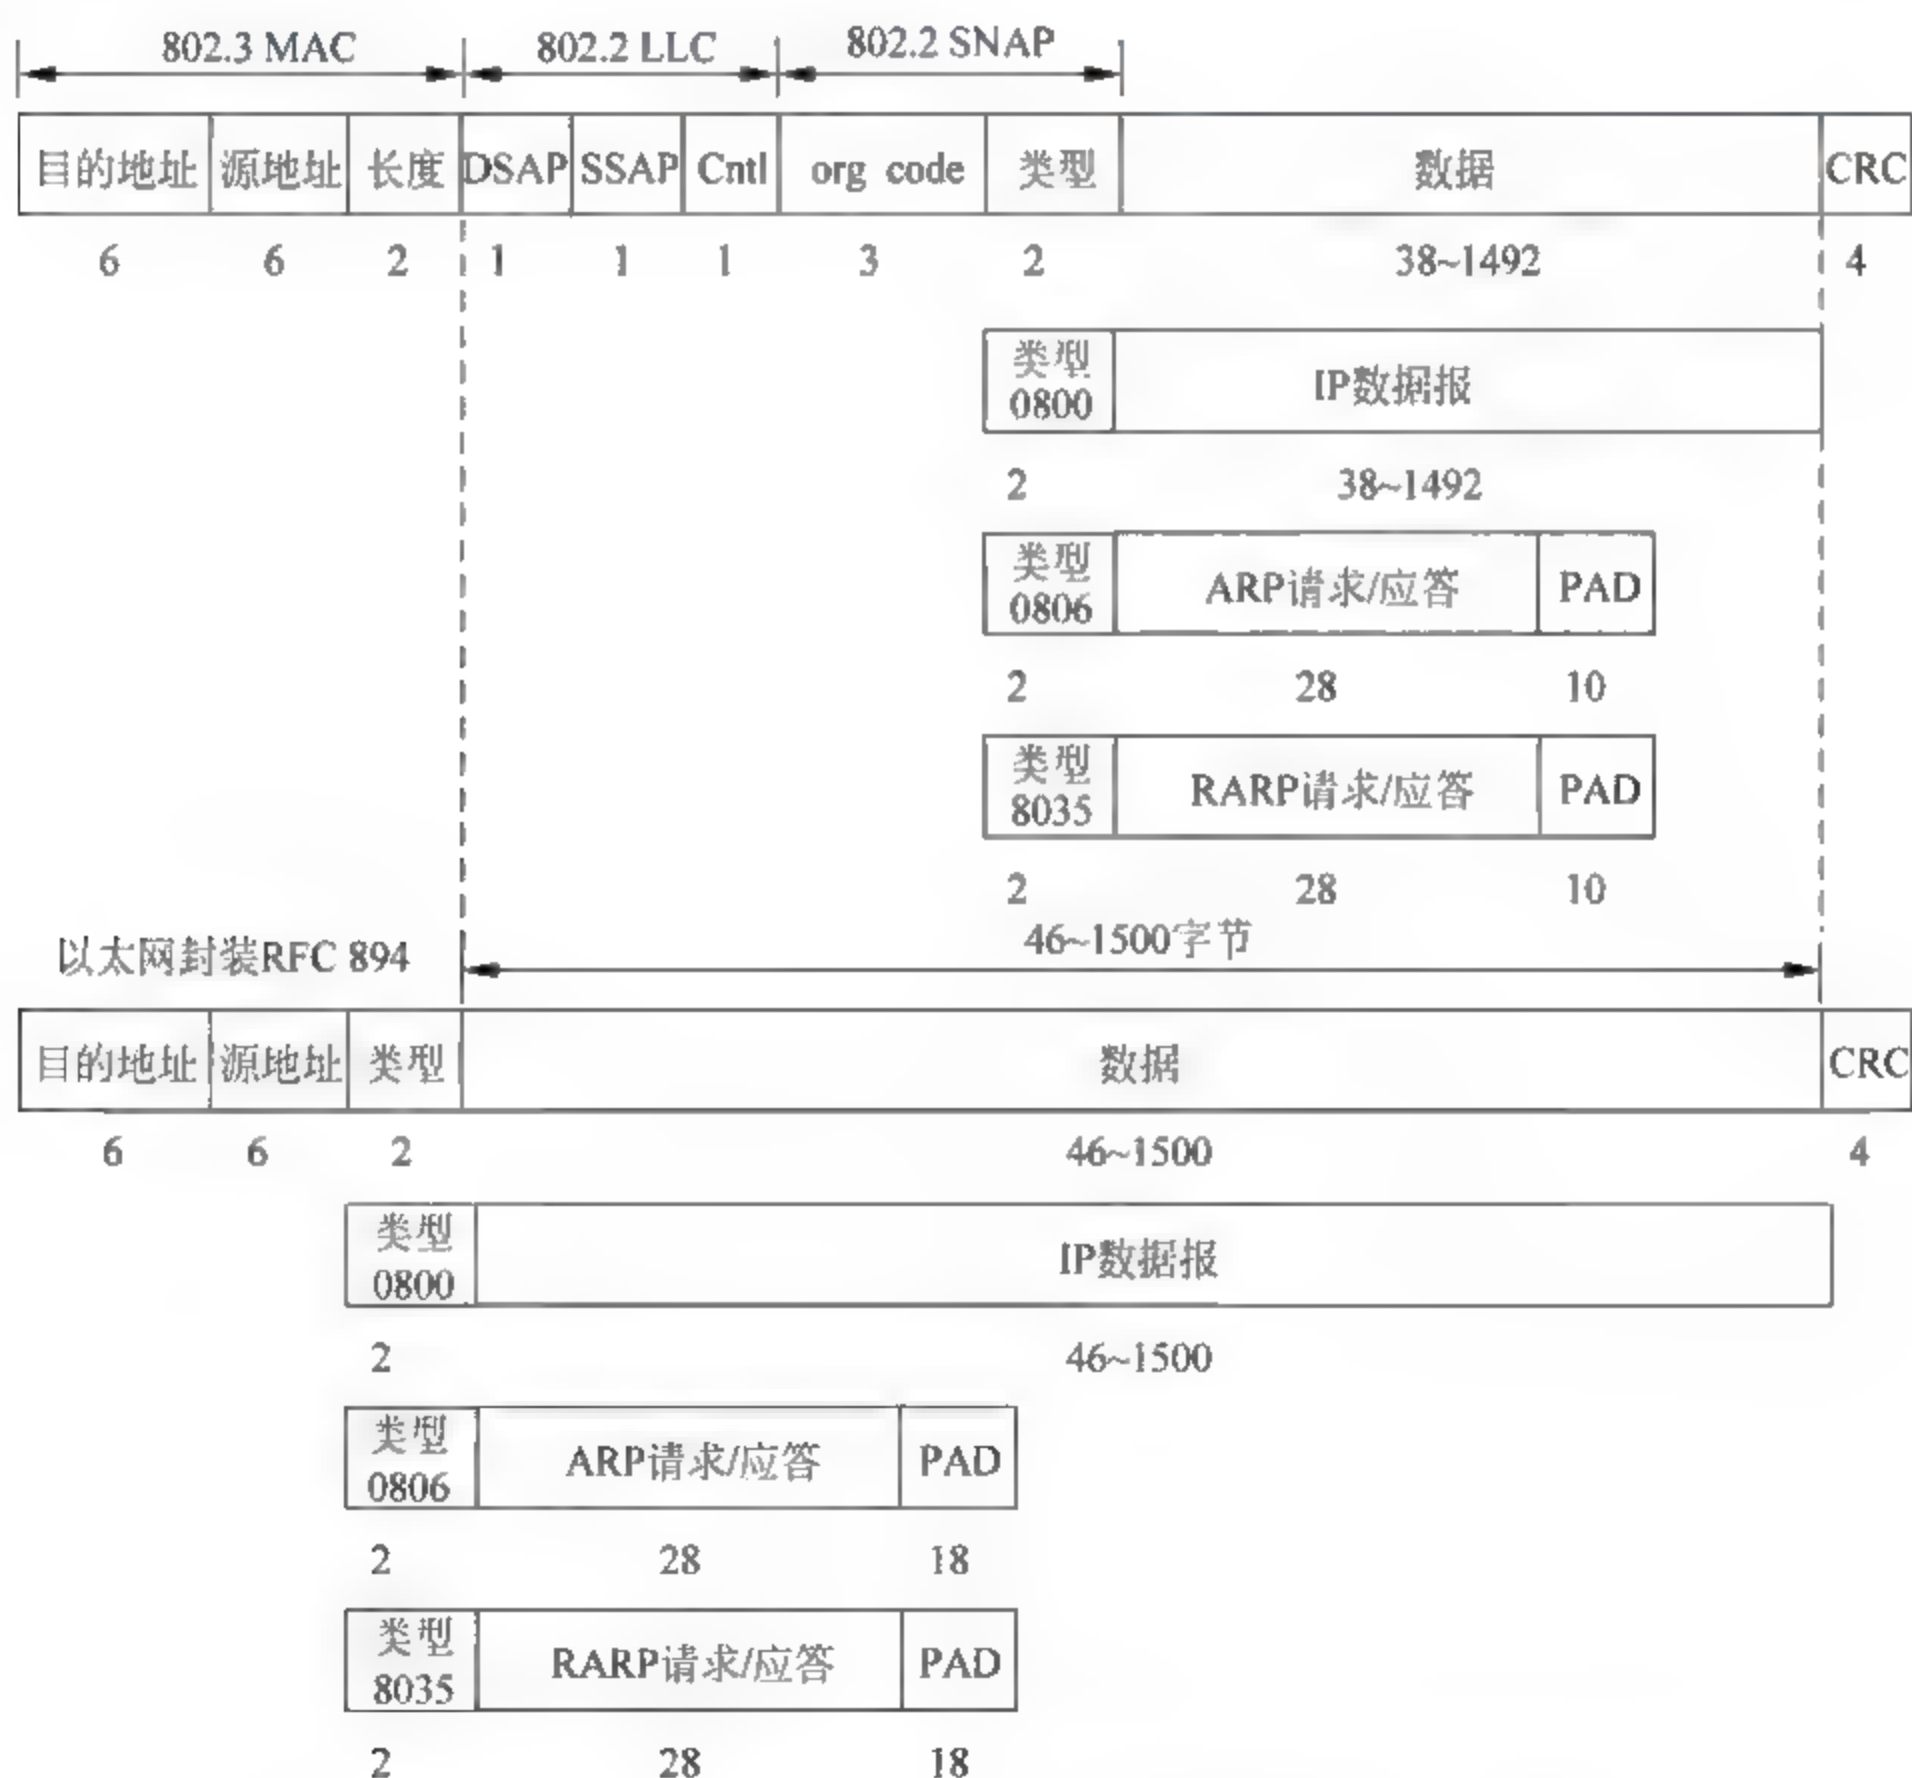 802.3 MAC 802.2 LLC 802.2 SNAP
目的地址 源地址 长度 DSAP SSAP Cntl org code 类型 数据 CRC
6 6 2 1 1 1 3 2 38~1492 4
类型 0800 IP数据报
2 38~1492
类型 0806 ARP请求/应答 PAD
2 28 10
类型 8035 RARP请求/应答 PAD
2 28 10
46~1500字节
以太网封装RFC 894
目的地址 源地址 类型 数据 CRC
6 6 2 46~1500 4
类型 0800 IP数据报
2 46~1500
类型 0806 ARP请求/应答 PAD
2 28 18
类型 8035 RARP请求/应答 PAD
2 28 18